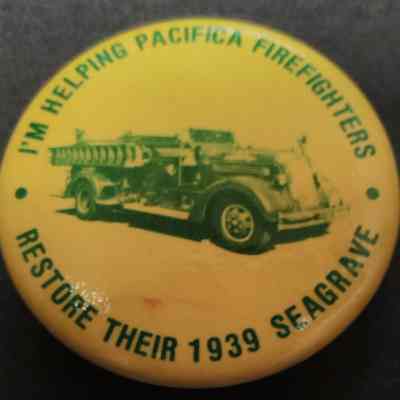 I'M HELPING PACIFICA FIREFIGHTERS
RESTORE THEIR 1939 SEAGRAVE